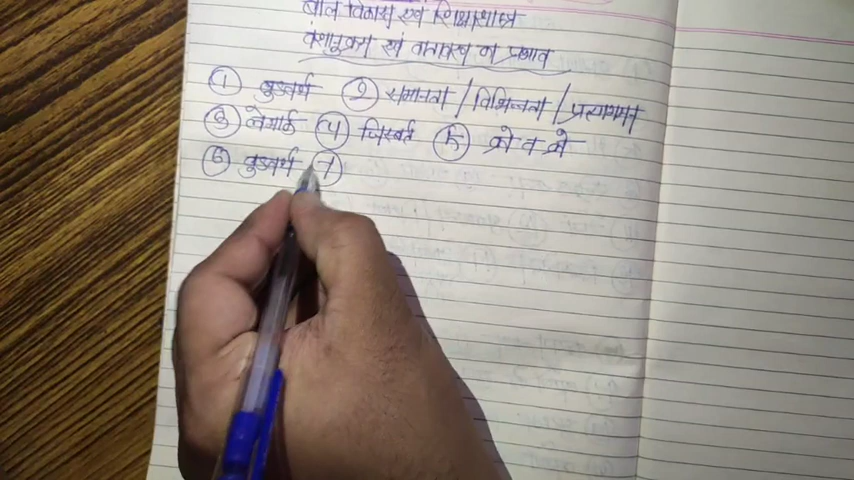 बाल विकास एवं शिक्षाशास्त्र
वंशानुक्रम एवं वातावरण का प्रभाव
① वुडवर्थ ② समानता / विभिन्नता / प्रत्यागमन
③ लेमार्क ④ जिस्बर्ट ⑤ क्रो व क्रो
⑥ वुडवर्थ ⑦